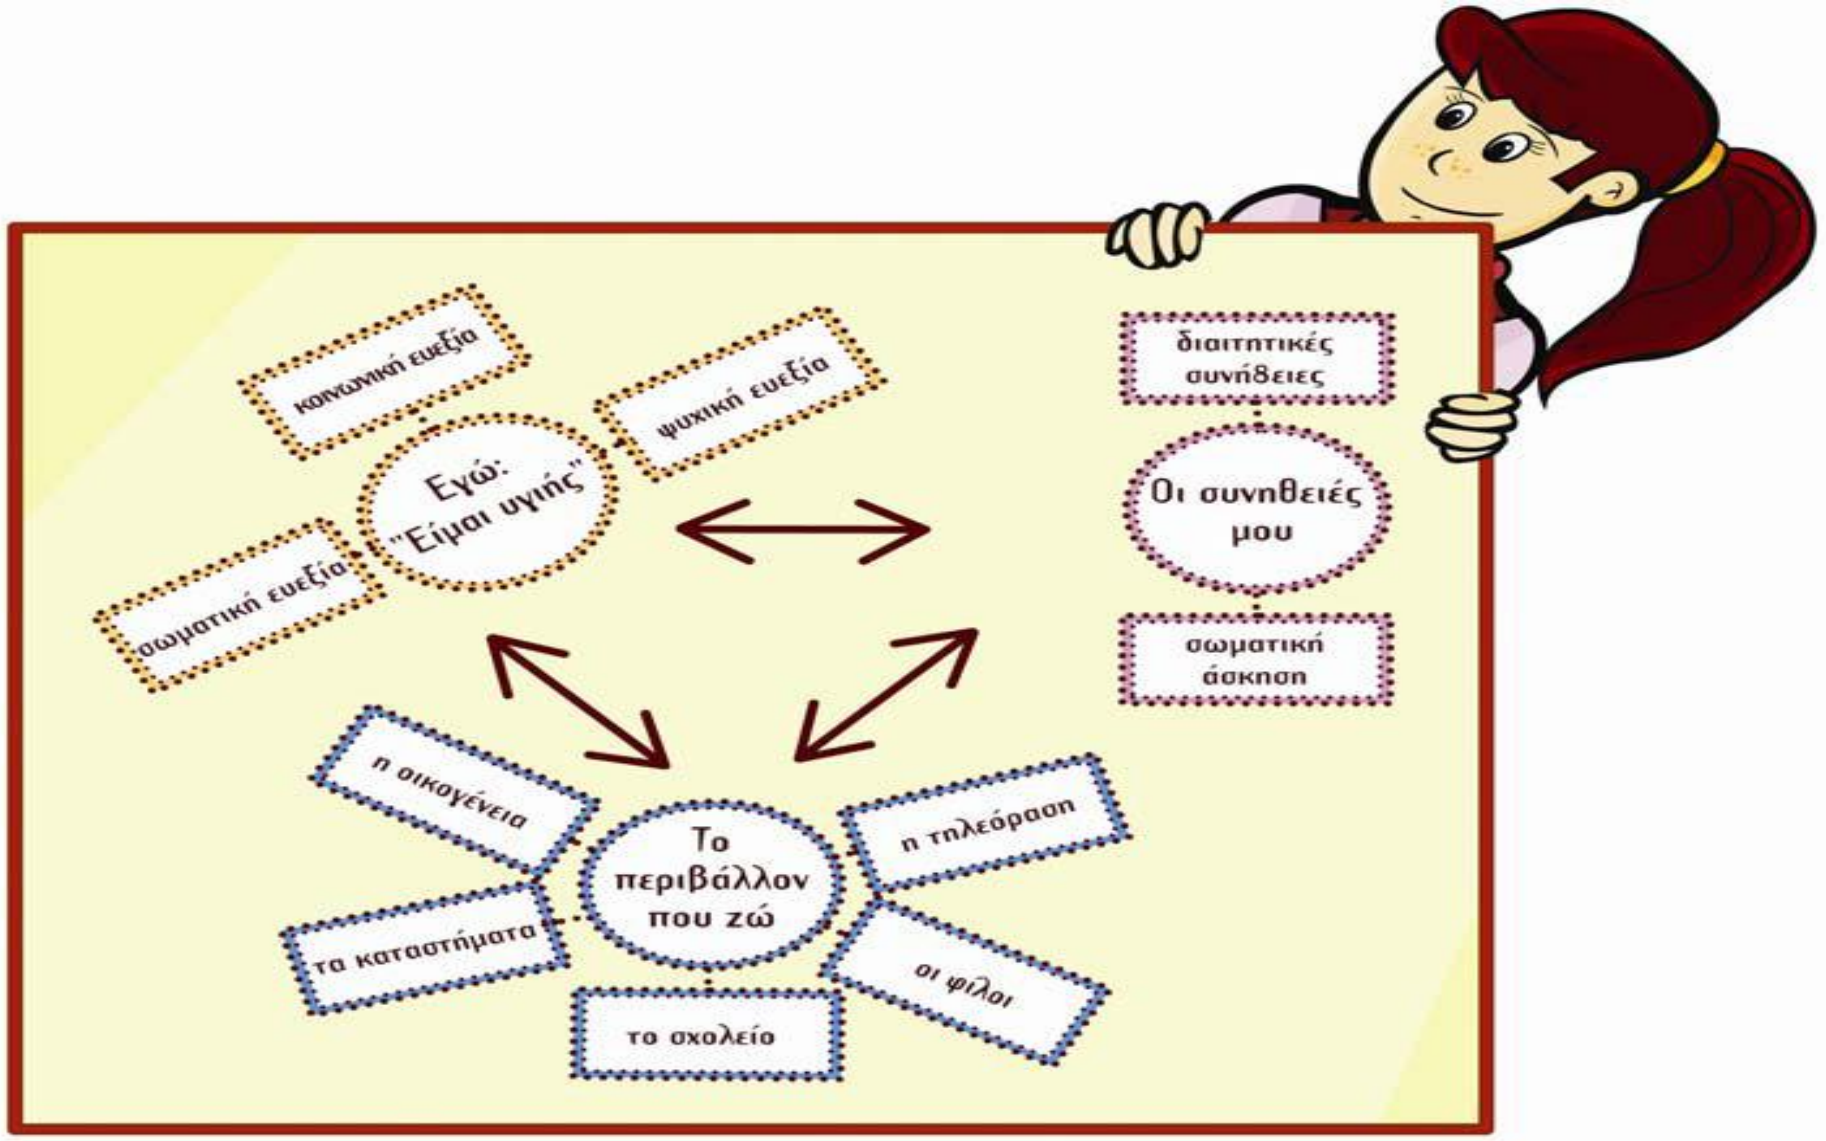 κοινωνική ευεξία
ψυχική ευεξία
Εγώ:
"Είμαι υγιής"
σωματική ευεξία
διαιτητικές
συνήθειες
Οι συνηθειές
μου
σωματική
άσκηση
η οικογένεια
η τηλεόραση
Το
περιβάλλον
που ζώ
τα καταστήματα
οι φίλοι
το σχολείο